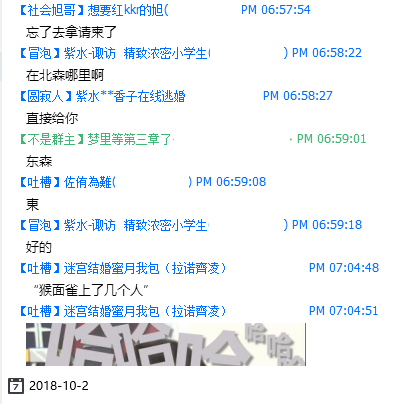 【社会旭哥】想要红kkr的旭(                PM 06:57:54
忘了去拿请柬了
【冒泡】紫水-诹访 精致浓密小学生(                ) PM 06:58:22
在北森哪里啊
【圆寂人】紫水**香子在线逃婚                PM 06:58:27
直接给你
【不是群主】梦里等第三章了                PM 06:59:01
东森
【吐槽】佐侑為難(                ) PM 06:59:08
東
【冒泡】紫水-诹访 精致浓密小学生                ) PM 06:59:18
好的
【吐槽】迷宫结婚蜜月我包（拉诺齊凌）                PM 07:04:48
“猴面雀上了几个人”
【吐槽】迷宫结婚蜜月我包（拉诺齊凌）                PM 07:04:51
哈哈哈哈哈哈
7 2018-10-2